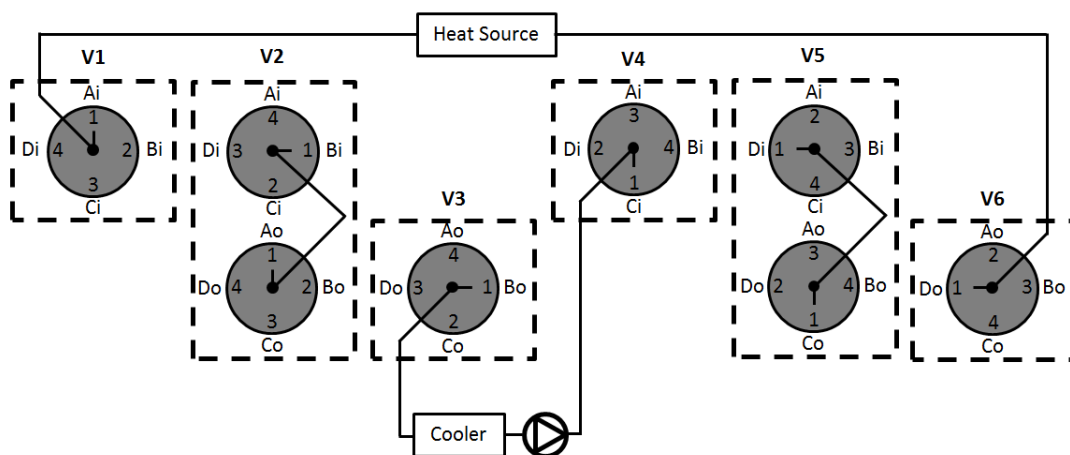 Heat Source
V1
V2
V4
V5
Ai
Ai
Ai
Ai
1
4
3
2
Di 4 2 Bi
Di 3 1 Bi
Di 2 4 Bi
Di 1 3 Bi
3
2
1
4
Ci
Ci
Ci
Ci
V3
V6
Ao
Ao
Ao
Ao
1
4
3
2
Do 4 2 Bo
Do 3 1 Bo
Do 2 4 Bo
Do 1 3 Bo
3
2
1
4
Co
Co
Co
Co
Cooler